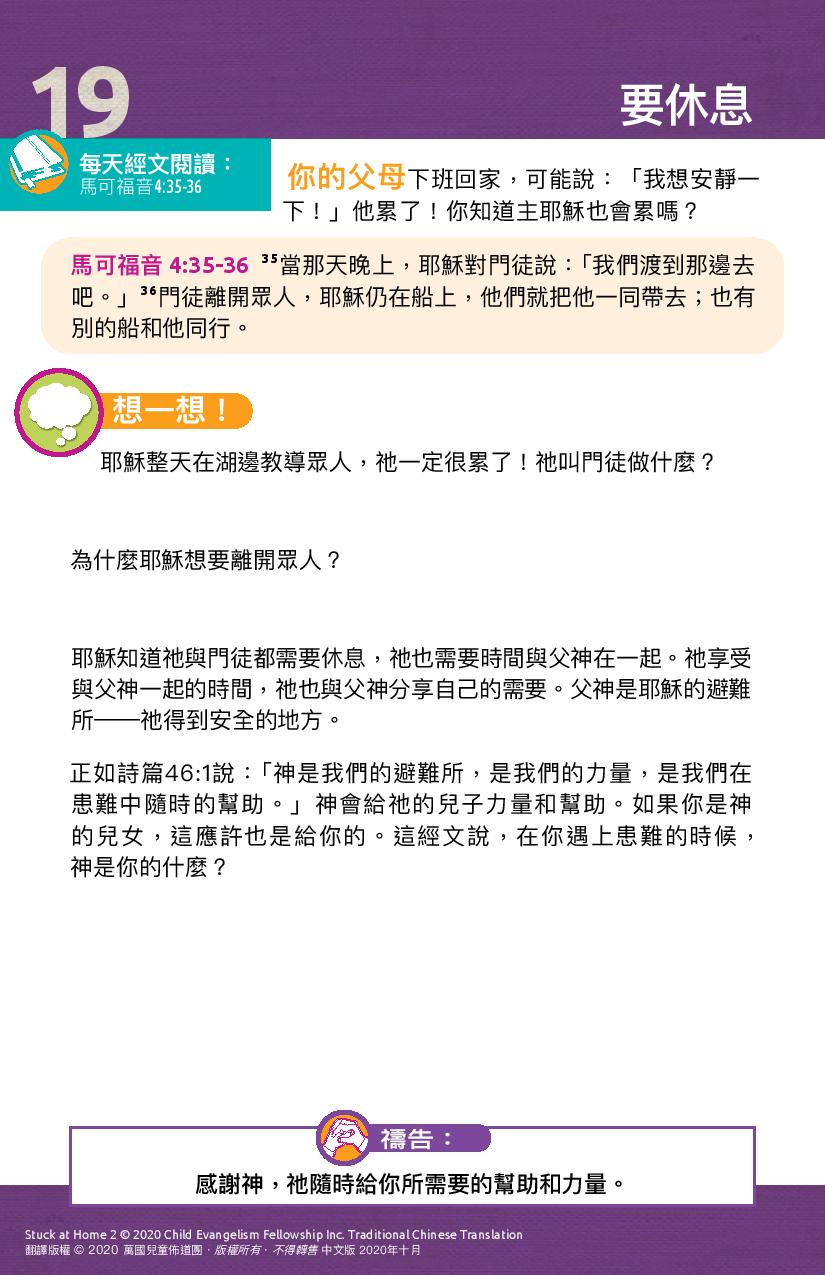 19
要休息
每天經文閱讀：
馬可福音4:35-36
你的父母下班回家，可能說：「我想安靜一
下！」他累了！你知道主耶穌也會累嗎？
馬可福音 4:35-36 ³⁵當那天晚上，耶穌對門徒說：「我們渡到那邊去
吧。」³⁶門徒離開眾人，耶穌仍在船上，他們就把他一同帶去；也有
別的船和他同行。
想一想！
耶穌整天在湖邊教導眾人，祂一定很累了！祂叫門徒做什麼？
為什麼耶穌想要離開眾人？
耶穌知道祂與門徒都需要休息，祂也需要時間與父神在一起。祂享受
與父神一起的時間，祂也與父神分享自己的需要。父神是耶穌的避難
所——祂得到安全的地方。
正如詩篇46:1說：「神是我們的避難所，是我們的力量，是我們在
患難中隨時的幫助。」神會給祂的兒子力量和幫助。如果你是神
的兒女，這應許也是給你的。這經文說，在你遇上患難的時候，
神是你的什麼？
禱告：
感謝神，祂隨時給你所需要的幫助和力量。
Stuck at Home 2 © 2020 Child Evangelism Fellowship Inc. Traditional Chinese Translation
翻譯版權 © 2020 萬國兒童佈道團．版權所有．不得轉售 中文版 2020年十月